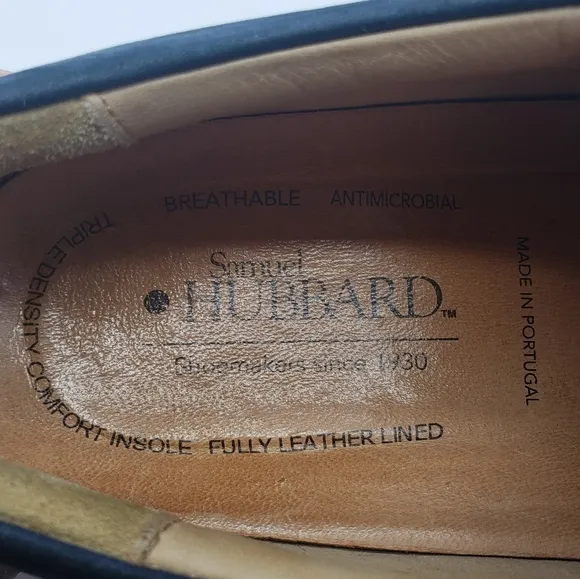 BREATHABLE ANTIMICROBIAL
Samuel
HUBBARD™
Shoemakers since 1930
TRIPLE DENSITY COMFORT INSOLE FULLY LEATHER LINED
MADE IN PORTUGAL